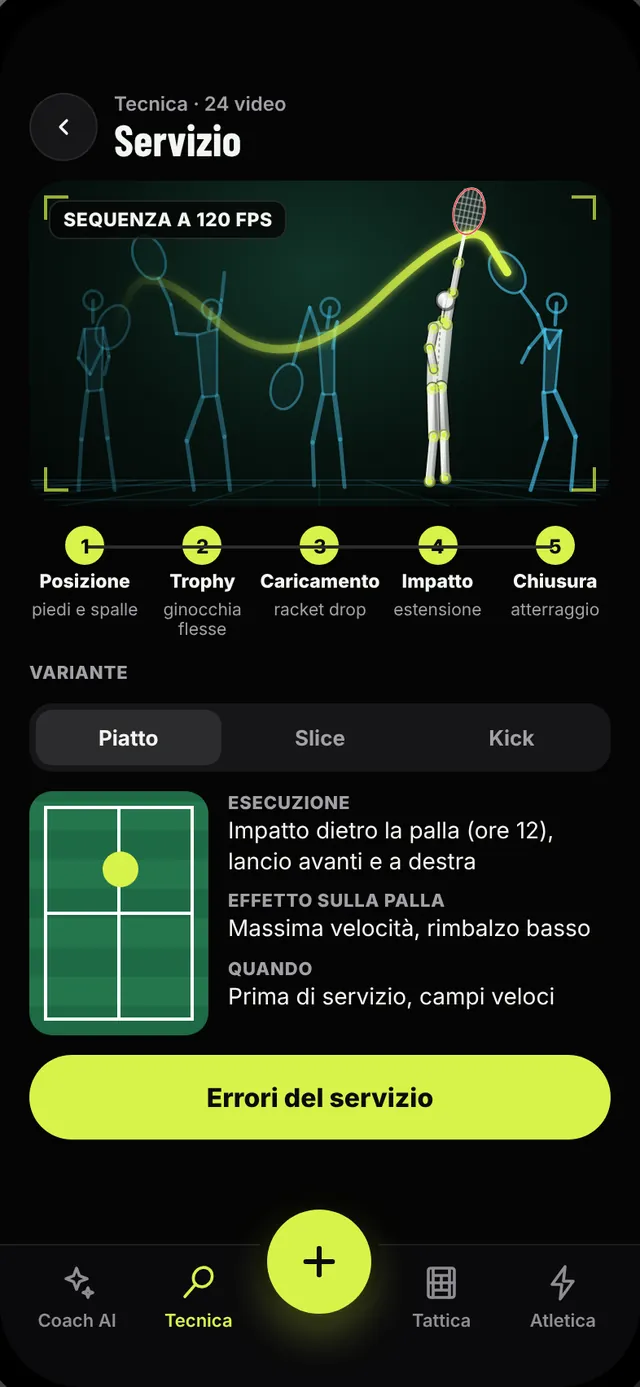 Tecnica · 24 video
Servizio
SEQUENZA A 120 FPS
1 2 3 4 5
Posizione Trophy Caricamento Impatto Chiusura
piedi e spalle ginocchia racket drop estensione atterraggio
flesse
VARIANTE
Piatto Slice Kick
ESECUZIONE
Impatto dietro la palla (ore 12),
lancio avanti e a destra
EFFETTO SULLA PALLA
Massima velocità, rimbalzo basso
QUANDO
Prima di servizio, campi veloci
Errori del servizio
Coach AI Tecnica Tattica Atletica